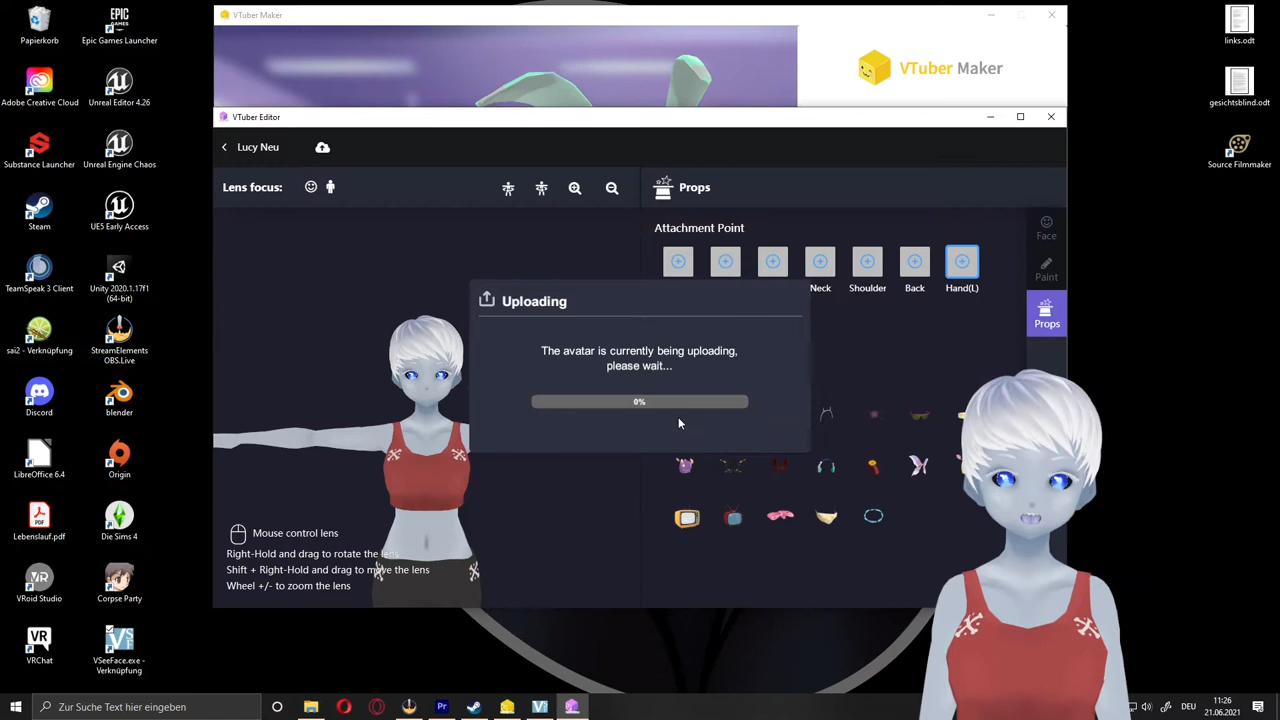 Papierkorb
Epic Games Launcher
Adobe Creative Cloud
Unreal Editor 4.26
Substance Launcher
Unreal Engine Chaos
Steam
UE5 Early Access
TeamSpeak 3 Client
Unity 2020.1.17f1
(64-bit)
sai2 - Verknüpfung
StreamElements
OBS.Live
Discord
blender
LibreOffice 6.4
Origin
Lebenslauf.pdf
Die Sims 4
VRoid Studio
Corpse Party
VRChat
VSeeFace.exe -
Verknüpfung
VTuber Maker
VTuber Maker
VTuber Editor
Lucy Neu
Lens focus:
Props
Attachment Point
Neck
Shoulder
Back
Hand(L)
Face
Paint
Props
Uploading
The avatar is currently being uploading,
please wait...
0%
Mouse control lens
Right-Hold and drag to rotate the lens
Shift + Right-Hold and drag to move the lens
Wheel +/- to zoom the lens
links.odt
gesichtsblind.odt
Source Filmmaker
Zur Suche Text hier eingeben
DEU
11:26
21.06.2021